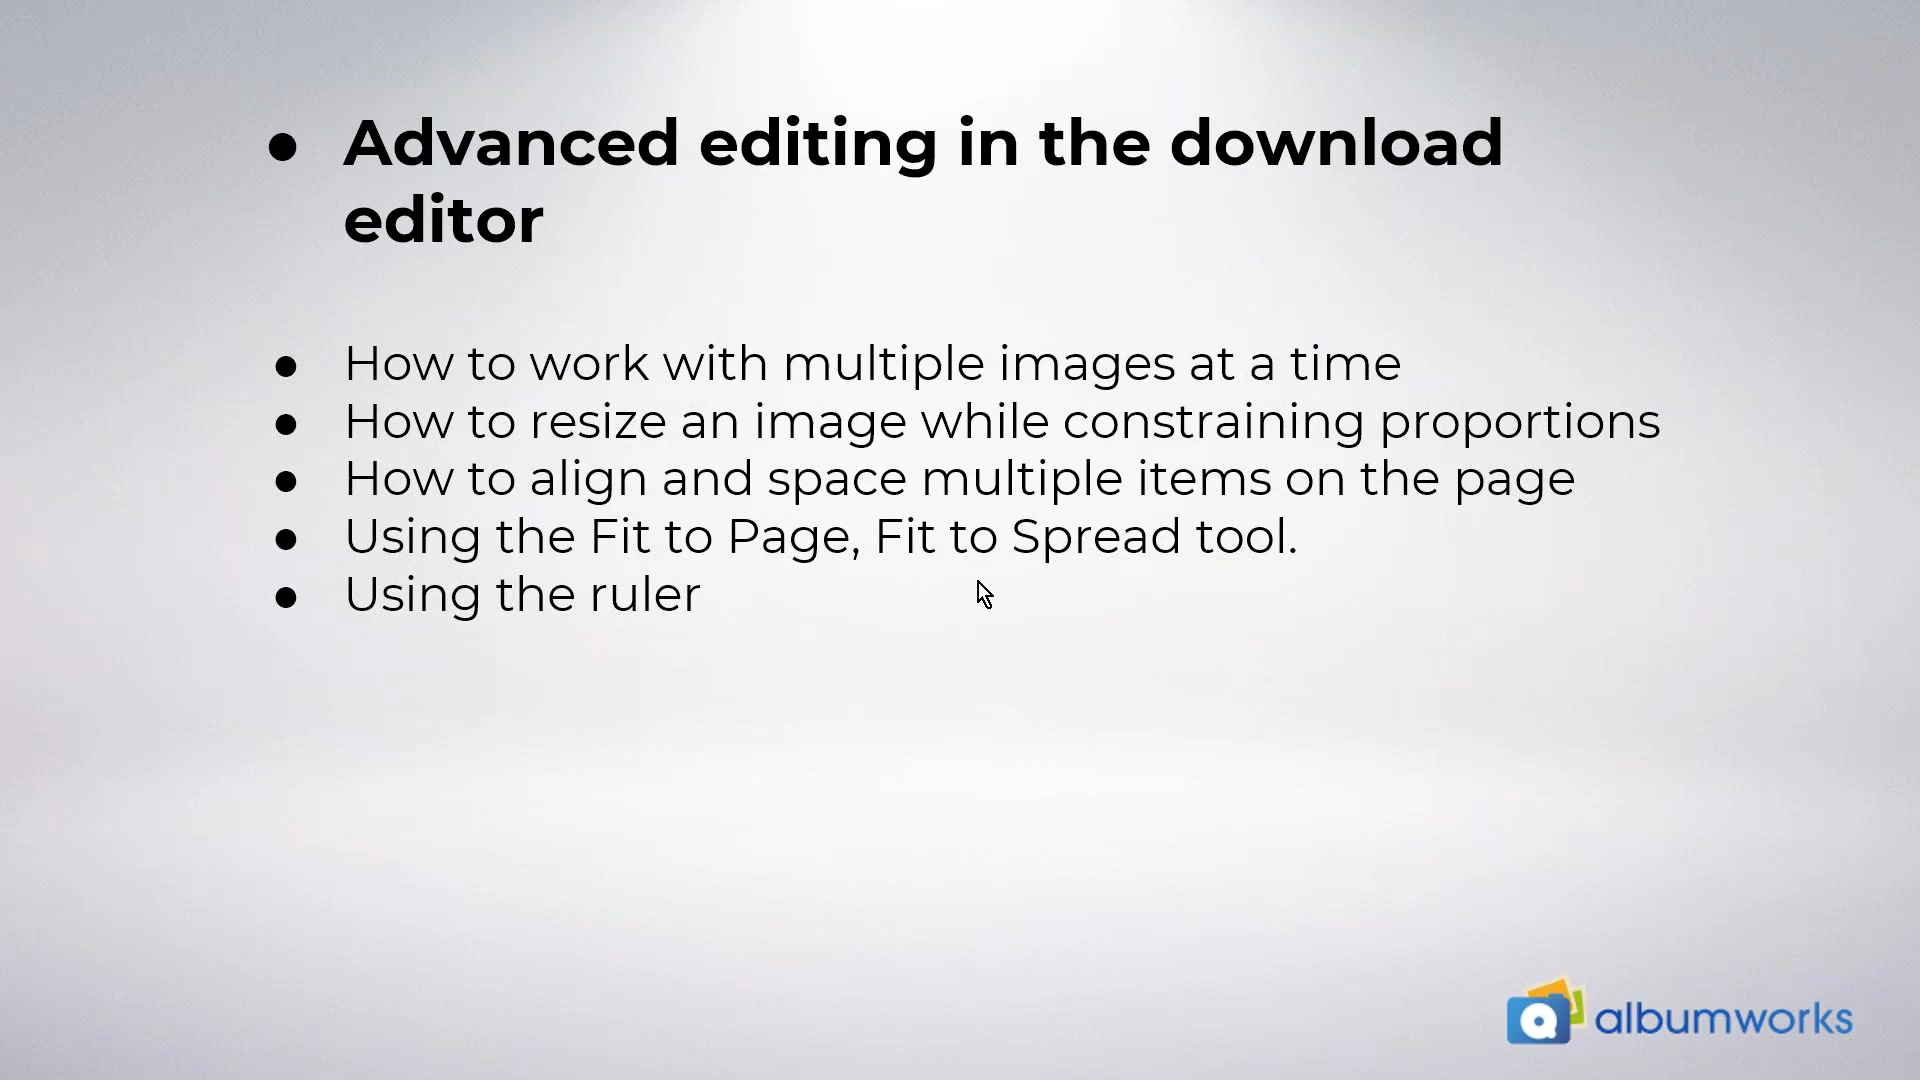 ● Advanced editing in the download
editor
● How to work with multiple images at a time
● How to resize an image while constraining proportions
● How to align and space multiple items on the page
● Using the Fit to Page, Fit to Spread tool.
● Using the ruler
albumworks